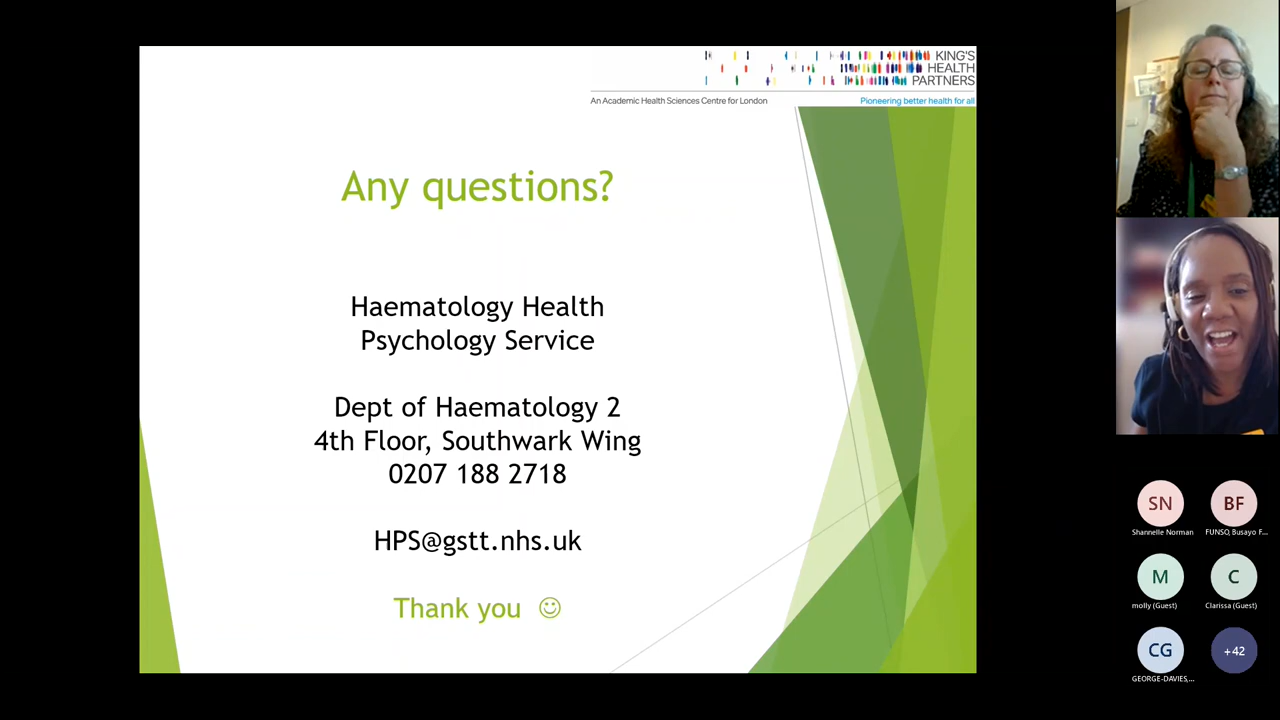 KING'S
HEALTH
PARTNERS
An Academic Health Sciences Centre for London
Pioneering better health for all
Any questions?
Haematology Health
Psychology Service
Dept of Haematology 2
4th Floor, Southwark Wing
0207 188 2718
HPS@gstt.nhs.uk
Thank you ☺
SN
BF
Shannelle Norman
FUNSO, Busayo F...
M
C
molly (Guest)
Clarissa (Guest)
CG
+42
GEORGE-DAVIES,...